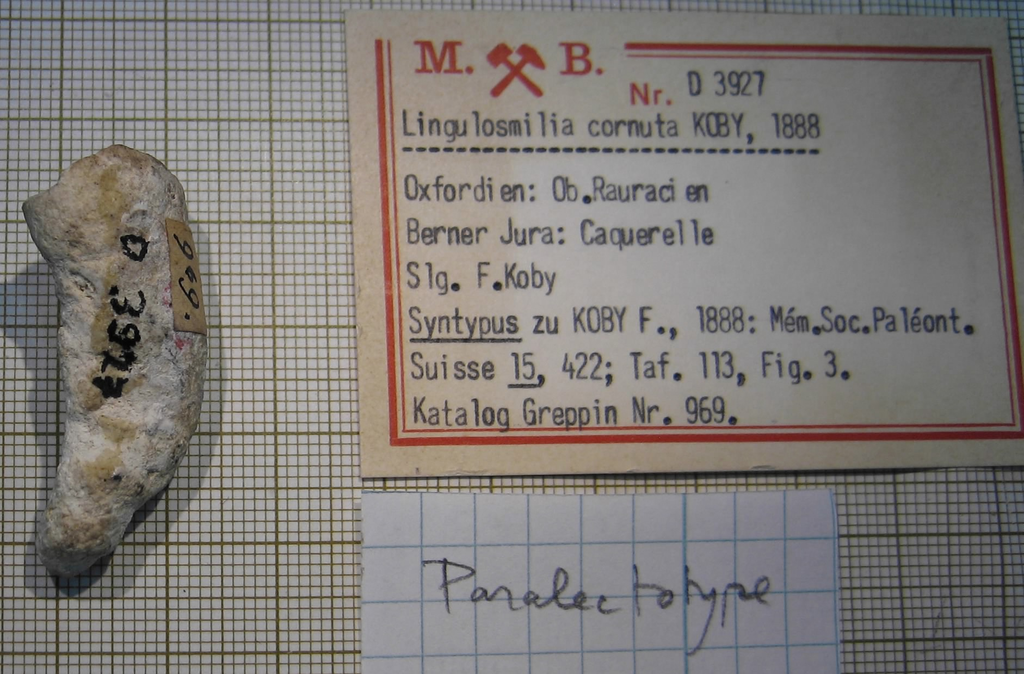 M. B.
Nr. D 3927
Lingulosmilia cornuta KOBY, 1888
Oxfordien: Ob.Rauracien
Berner Jura: Caquerelle
Slg. F.Koby
Syntypus zu KOBY F., 1888: Mém.Soc.Paléont.
Suisse 15, 422; Taf. 113, Fig. 3.
Katalog Greppin Nr. 969.
Paralectotype
D 3927
969.